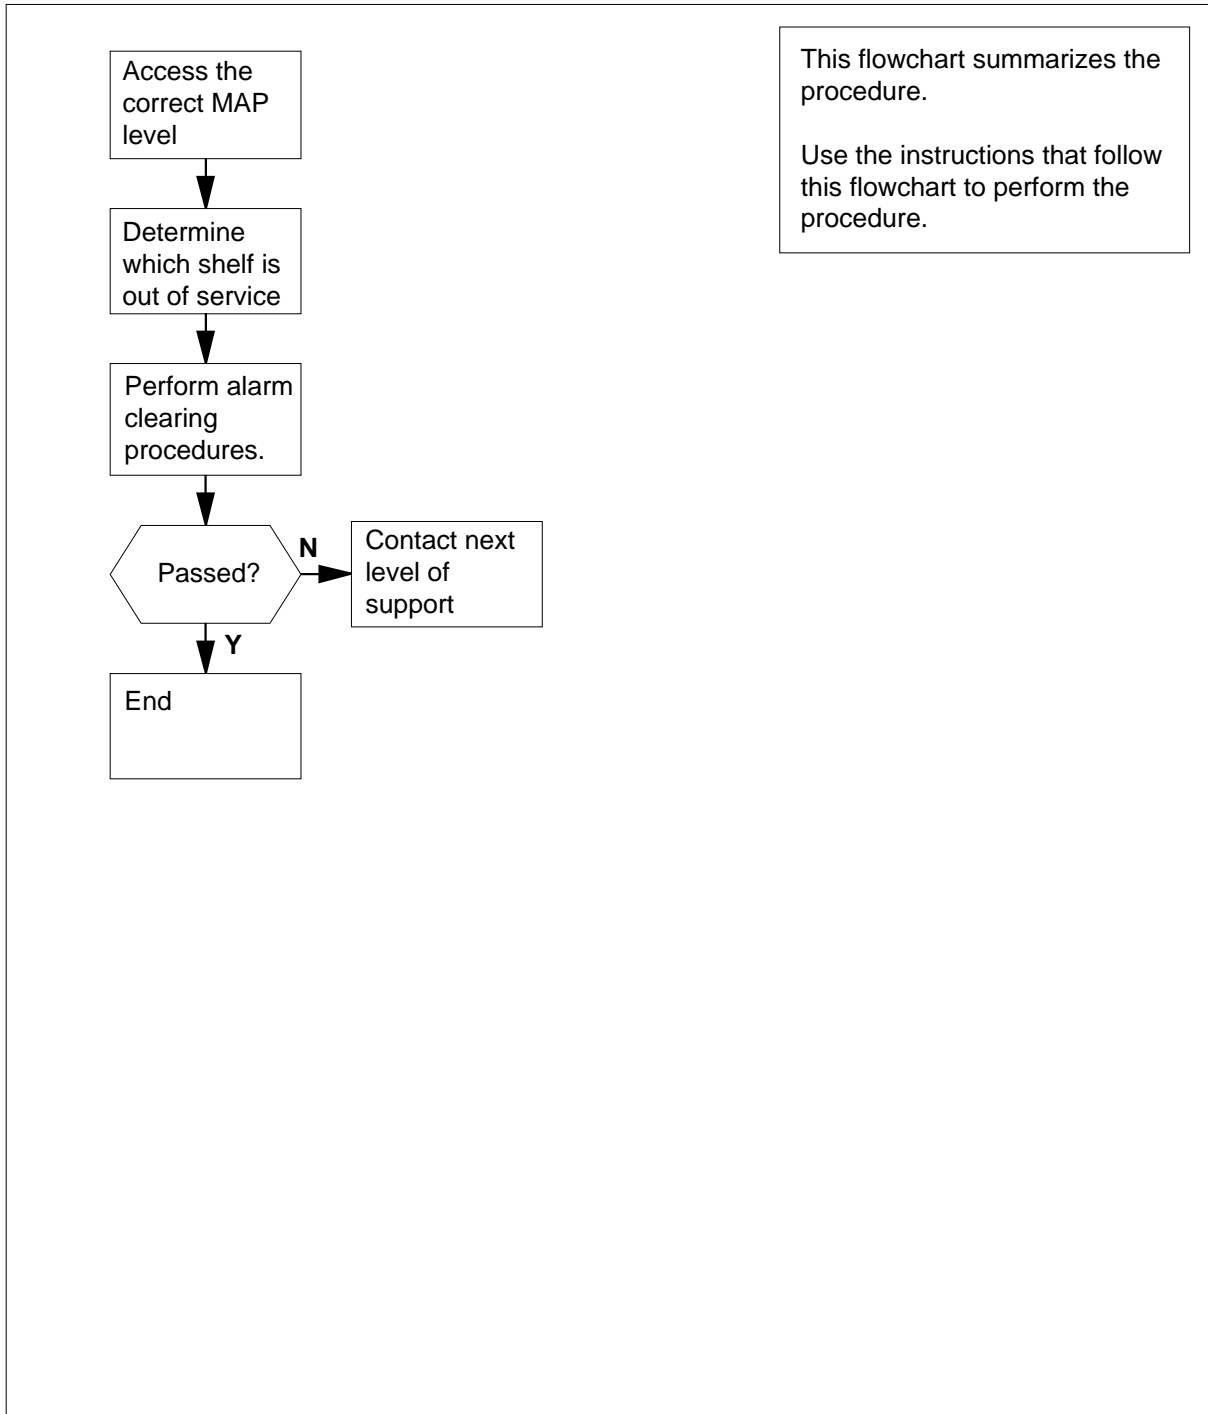 Access the
correct MAP
level
This flowchart summarizes the
procedure.
Use the instructions that follow
this flowchart to perform the
procedure.
Determine
which shelf is
out of service
Perform alarm
clearing
procedures.
Passed?
N
Contact next
level of
support
Y
End